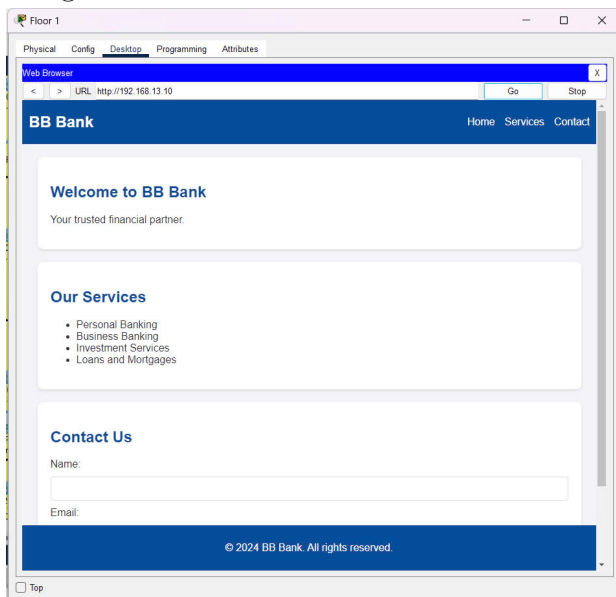 Floor 1
Physical Config Desktop Programming Attributes
Web Browser X
< > URL http://192.168.13.10 Go Stop
BB Bank Home Services Contact
Welcome to BB Bank
Your trusted financial partner.
Our Services
Personal Banking
Business Banking
Investment Services
Loans and Mortgages
Contact Us
Name:
Email:
© 2024 BB Bank. All rights reserved.
Top